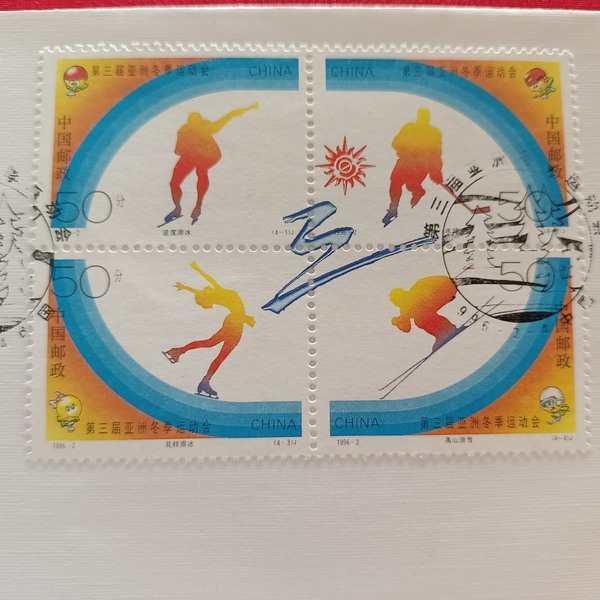 第三届亚洲冬季运动会 CHINA
中国邮政
50分
1996-2
速度滑冰
(4-1)J
CHINA 第三届亚洲冬季运动会
中国邮政
50
50分
中国邮政
CHINA
第三届亚洲冬季运动会
1996-2
花样滑冰
(4-3)J
50
中国邮政
CHINA
第三届亚洲冬季运动会
1996-2
高山滑雪
(4-4)J